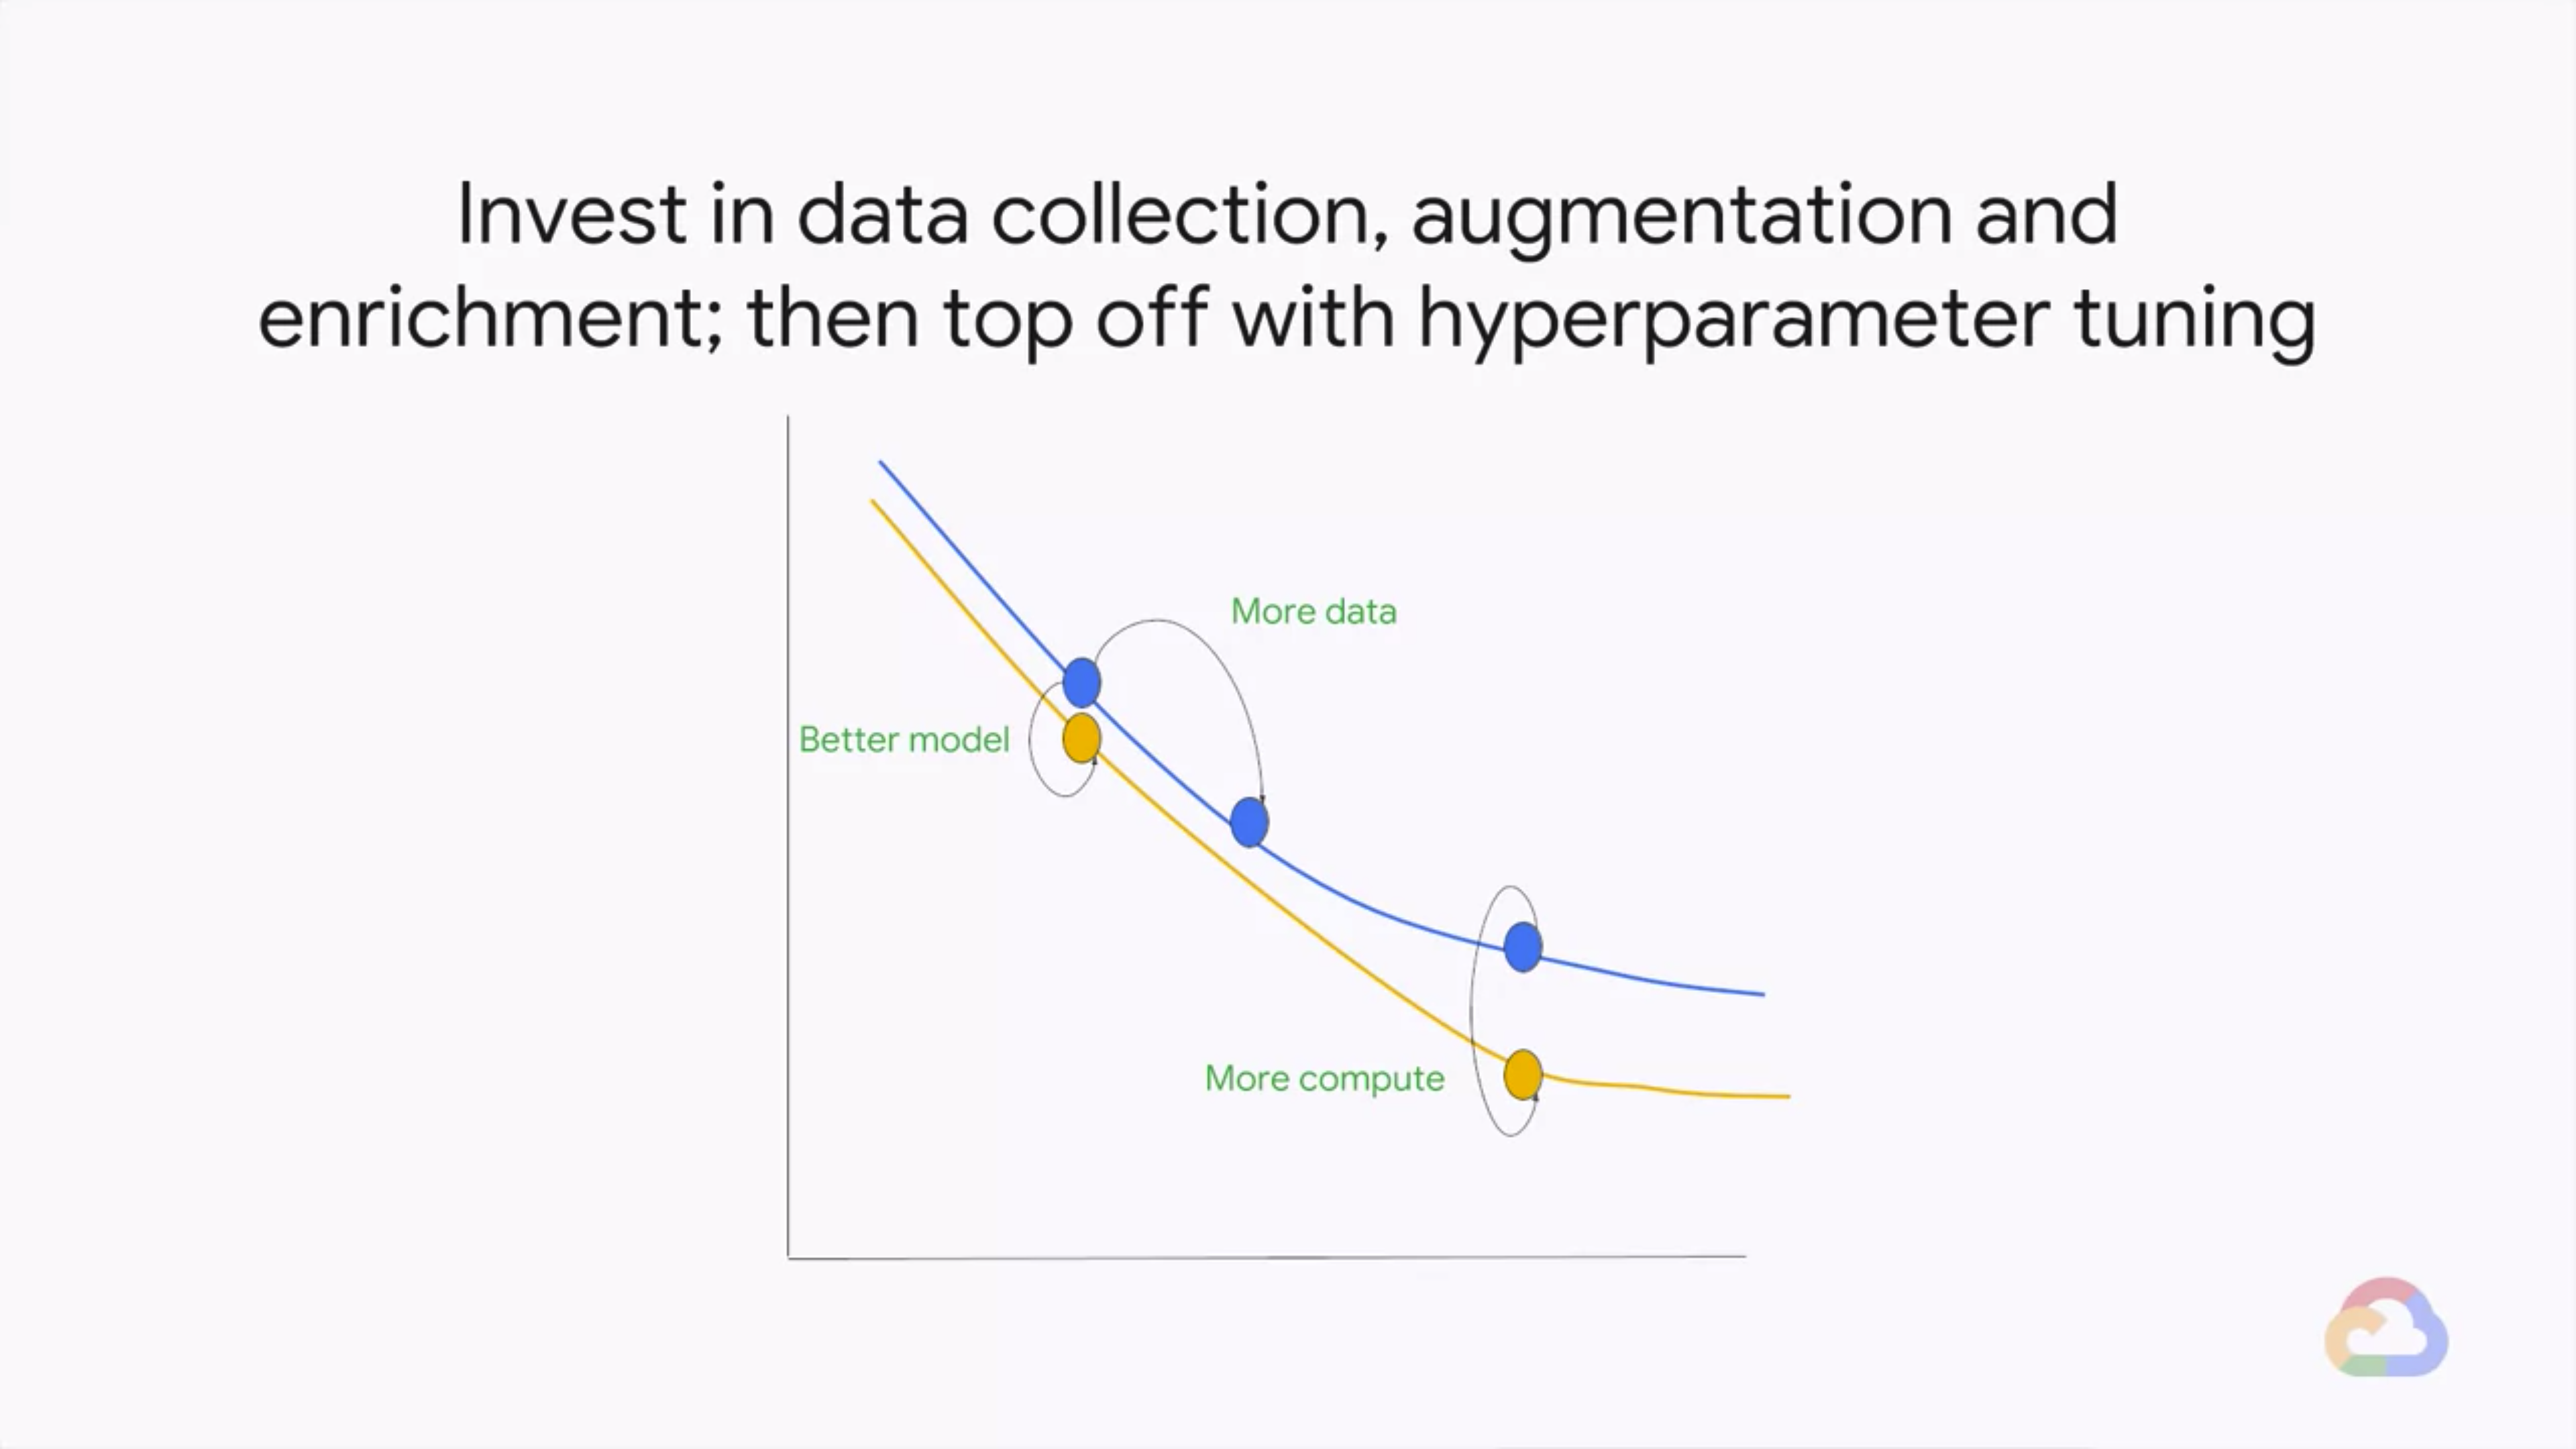 Invest in data collection, augmentation and
enrichment; then top off with hyperparameter tuning
More data
Better model
More compute